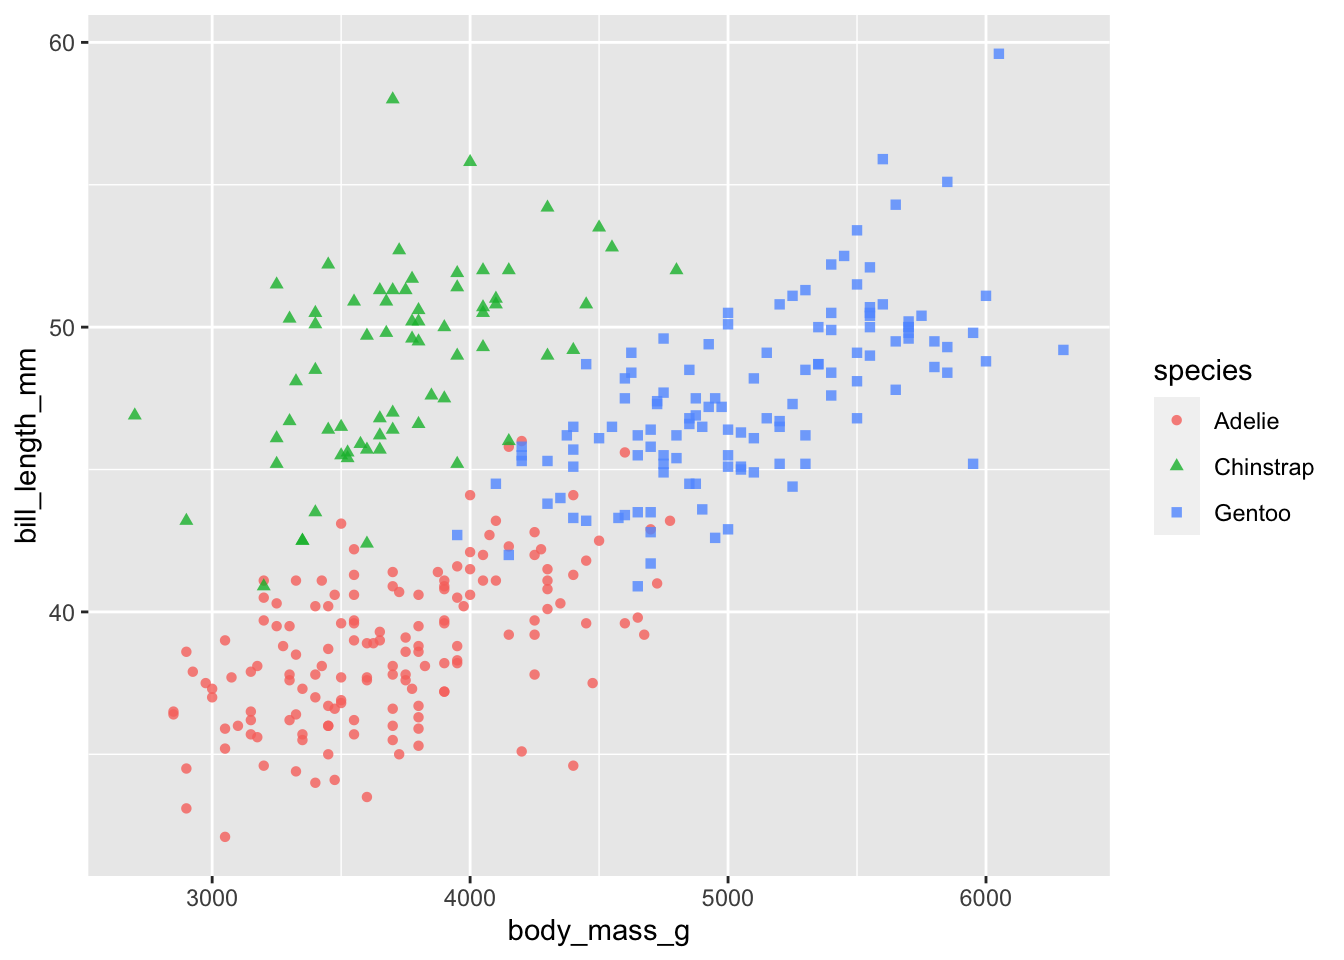 60
50
40
bill_length_mm
3000 4000 5000 6000
body_mass_g
species
Adelie
Chinstrap
Gentoo